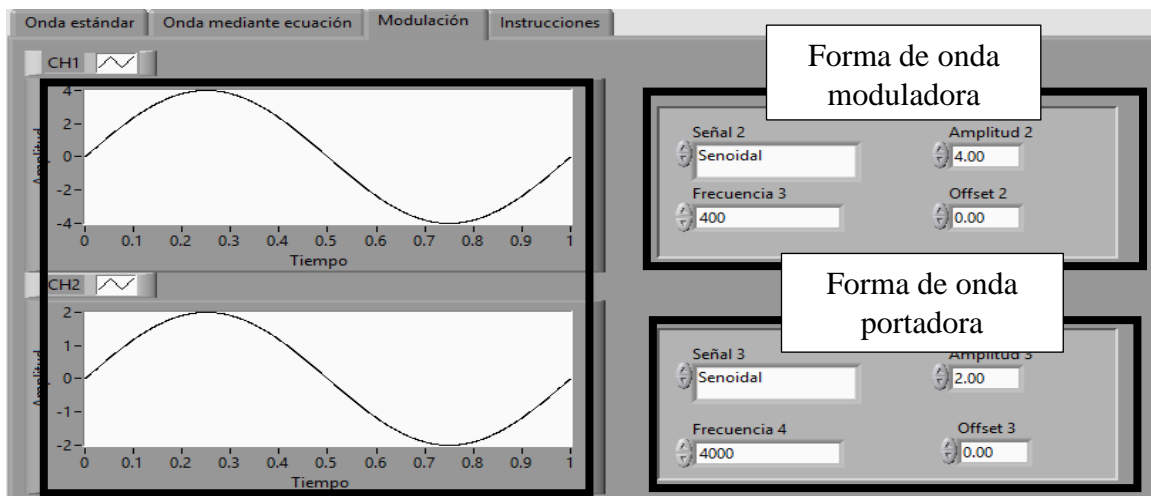 Onda estándar Onda mediante ecuación Modulación Instrucciones
CH1
4
2
0
-2
-4
Amplitud
0 0.1 0.2 0.3 0.4 0.5 0.6 0.7 0.8 0.9 1
Tiempo
Forma de onda
moduladora
Señal 2 Amplitud 2
Senoidal 4.00
Frecuencia 3 Offset 2
400 0.00
CH2
2
1
0
-1
-2
Amplitud
0 0.1 0.2 0.3 0.4 0.5 0.6 0.7 0.8 0.9 1
Tiempo
Forma de onda
portadora
Señal 3 Amplitud 3
Senoidal 2.00
Frecuencia 4 Offset 3
4000 0.00